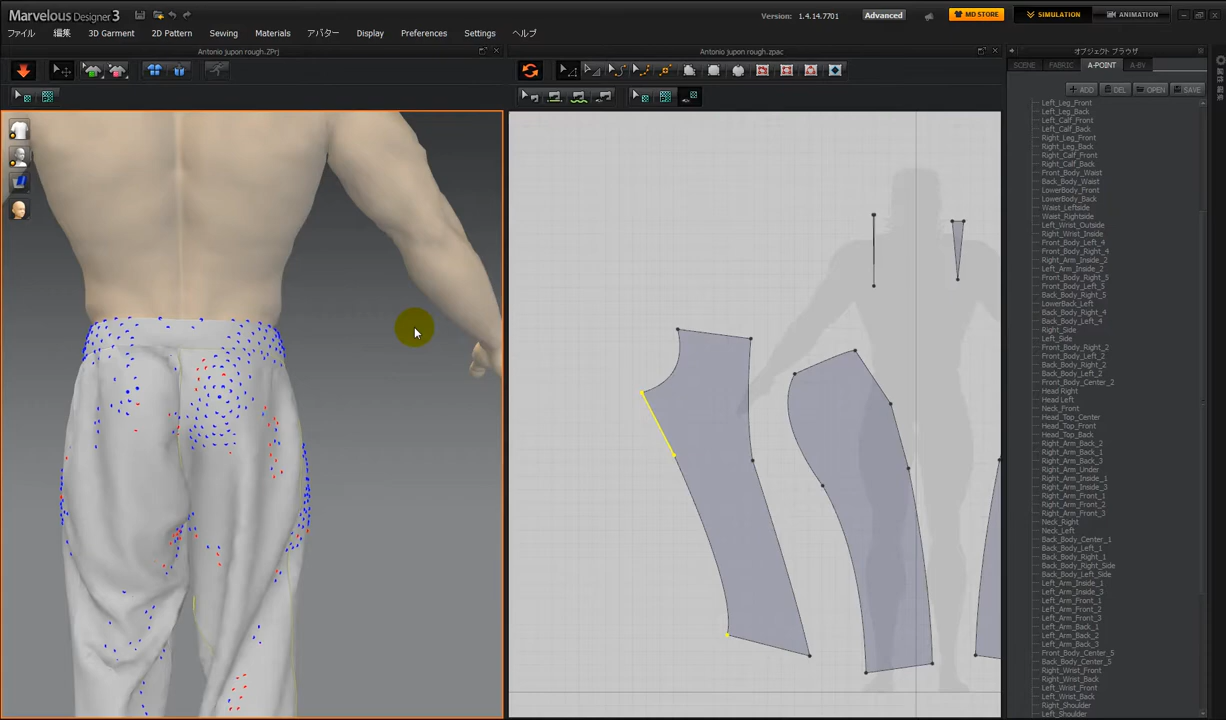 Marvelous Designer 3
Version: 1.4.14.7701
Advanced
MD STORE
SIMULATION
ANIMATION
ファイル
編集
3D Garment
2D Pattern
Sewing
Materials
アバター
Display
Preferences
Settings
ヘルプ
Antonio jupon rough.ZPrj
Antonio jupon rough.zpac
オブジェクト ブラウザ
SCENE
FABRIC
A-POINT
A-BV
ADD
DEL
OPEN
SAVE
Left_Leg_Front
Left_Leg_Back
Left_Calf_Front
Left_Calf_Back
Right_Leg_Front
Right_Leg_Back
Right_Calf_Front
Right_Calf_Back
Front_Body_Waist
Back_Body_Waist
LowerBody_Front
LowerBody_Back
Waist_Leftside
Waist_Rightside
Left_Wrist_Outside
Right_Wrist_Inside
Front_Body_Left_4
Front_Body_Right_4
Right_Arm_Inside_2
Left_Arm_Inside_2
Front_Body_Right_5
Front_Body_Left_5
Back_Body_Right_5
LowerBack_Left
Back_Body_Right_4
Back_Body_Left_4
Right_Side
Left_Side
Front_Body_Right_2
Front_Body_Left_2
Back_Body_Right_2
Back_Body_Left_2
Front_Body_Center_2
Head Right
Head Left
Neck_Front
Head_Top_Center
Head_Top_Front
Head_Top_Back
Right_Arm_Back_2
Right_Arm_Back_1
Right_Arm_Back_3
Right_Arm_Under
Right_Arm_Inside_1
Right_Arm_Inside_3
Right_Arm_Front_1
Right_Arm_Front_2
Right_Arm_Front_3
Neck_Right
Neck_Left
Back_Body_Center_1
Back_Body_Left_1
Back_Body_Right_1
Back_Body_Right_Side
Back_Body_Left_Side
Left_Arm_Inside_1
Left_Arm_Inside_3
Left_Arm_Front_1
Left_Arm_Front_2
Left_Arm_Front_3
Left_Arm_Back_1
Left_Arm_Back_2
Left_Arm_Back_3
Front_Body_Center_5
Back_Body_Center_5
Right_Wrist_Front
Right_Wrist_Back
Left_Wrist_Front
Left_Wrist_Back
Right_Shoulder
Left_Shoulder